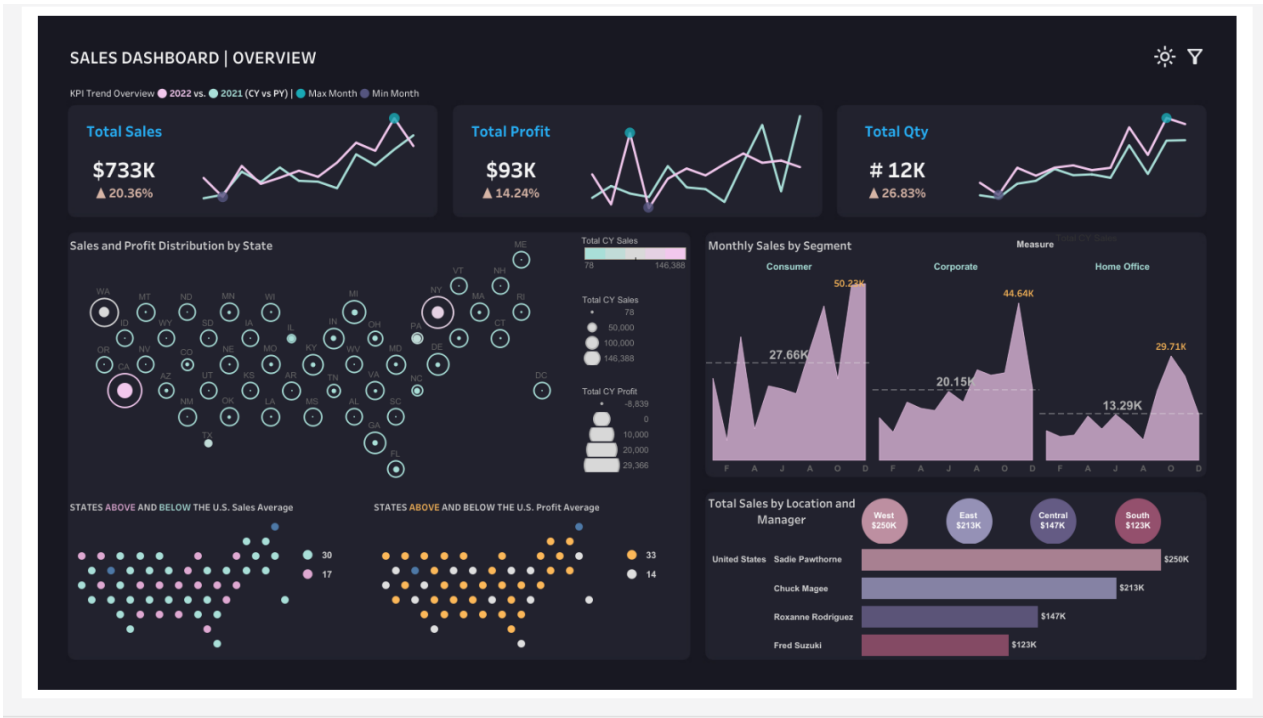 SALES DASHBOARD | OVERVIEW
KPI Trend Overview 2022 vs. 2021 (CY vs PY) | Max Month Min Month
Total Sales
$733K
▲ 20.36%
Total Profit
$93K
▲ 14.24%
Total Qty
# 12K
▲ 26.83%
Sales and Profit Distribution by State
ME
VT NH
WA MT ND MN WI MI NY MA RI
ID WY SD IA IL IN OH PA CT
OR NV CO NE MO KY WV MD DE
CA AZ UT KS AR TN VA NC DC
NM OK LA MS AL SC
TX GA
FL
Total CY Sales
78 146,388
Total CY Sales
78
50,000
100,000
146,388
Total CY Profit
-8,839
0
10,000
20,000
29,366
STATES ABOVE AND BELOW THE U.S. Sales Average
30
17
STATES ABOVE AND BELOW THE U.S. Profit Average
33
14
Monthly Sales by Segment
Measure
Total CY Sales
Consumer Corporate Home Office
50.23K
44.64K
29.71K
27.66K
20.15K
13.29K
F A J A O D F A J A O D F A J A O D
Total Sales by Location and
Manager
West
$250K
East
$213K
Central
$147K
South
$123K
United States Sadie Pawthorne $250K
Chuck Magee $213K
Roxanne Rodriguez $147K
Fred Suzuki $123K